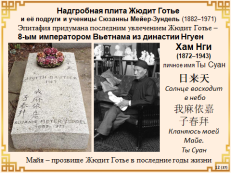 Надгробная плита Жюдит Готье
и её подруги и ученицы Сюзанны Мейер-Зундель (1882–1971)
Эпитафия придумана последним увлечением Жюдит Готье –
8-ым императором Вьетнама из династии Нгуен
Хам Нги
(1872–1943)
личное имя Ты Суан
日来天
Солнце восходит
в небо
我麻依嘉
子春拜
Кланяюсь моей
Майе.
Ты Суан
Майя – прозвище Жюдит Готье в последние годы жизни